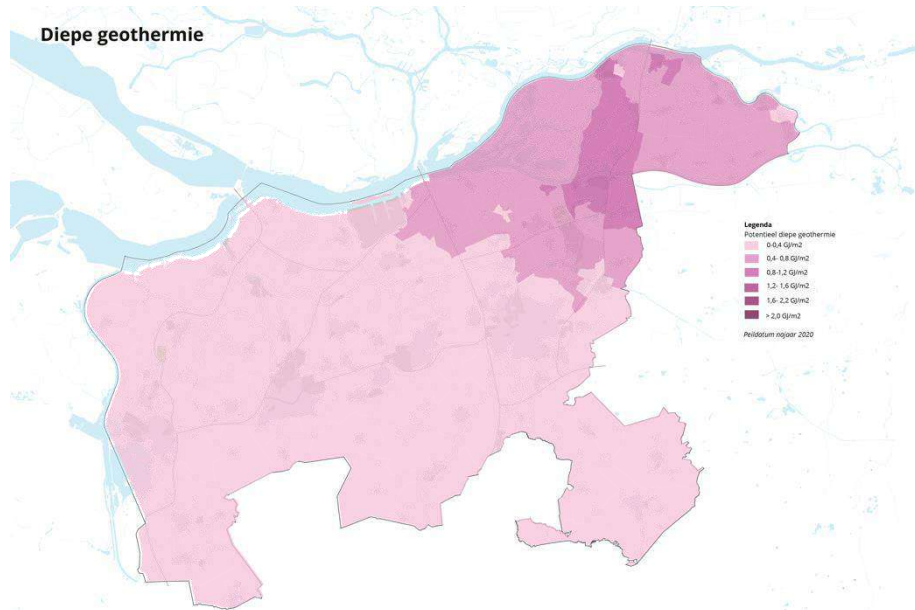 Diepe geothermie
Legenda
Potentieel diepe geothermie
0-0,4 GJ/m2
0,4- 0,8 GJ/m2
0,8-1,2 GJ/m2
1,2- 1,6 GJ/m2
1,6- 2,2 GJ/m2
> 2,0 GJ/m2
Peildatum najaar 2020